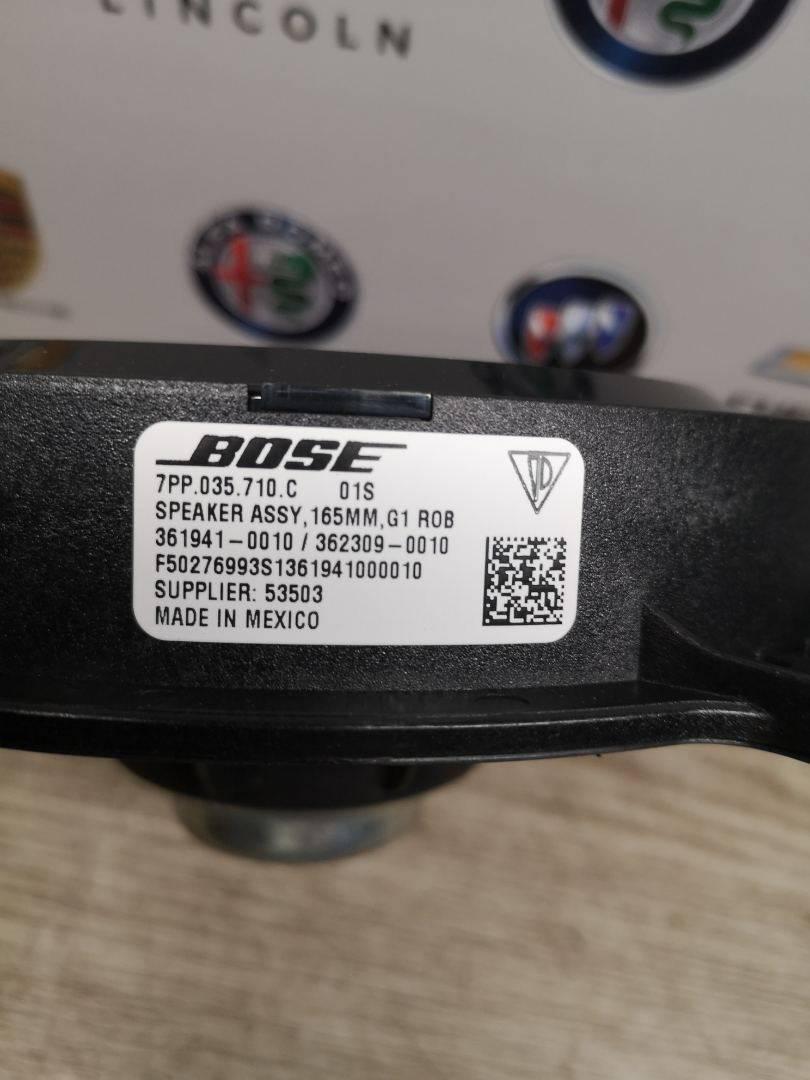 LINCOLN
BOSE
7PP.035.710.C 01S
SPEAKER ASSY,165MM,G1 ROB
361941-0010 / 362309-0010
F50276993S1361941000010
SUPPLIER: 53503
MADE IN MEXICO